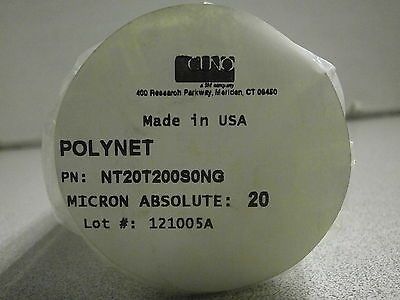 CUNO
a 3M company
400 Research Parkway, Meriden, CT 06450
Made in USA
POLYNET
PN: NT20T200S0NG
MICRON ABSOLUTE: 20
Lot #: 121005A